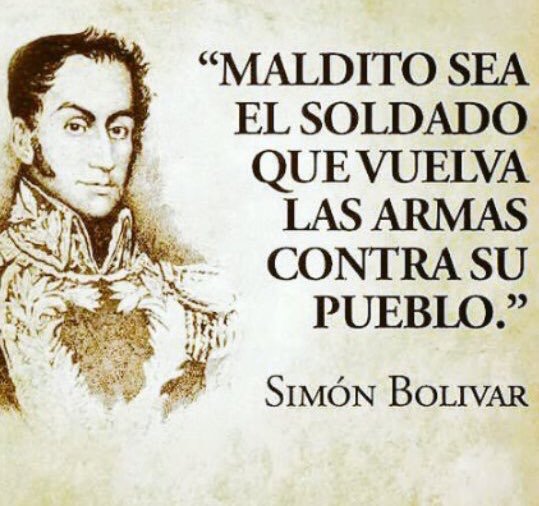 “MALDITO SEA
EL SOLDADO
QUE VUELVA
LAS ARMAS
CONTRA SU
PUEBLO.”
SIMÓN BOLIVAR